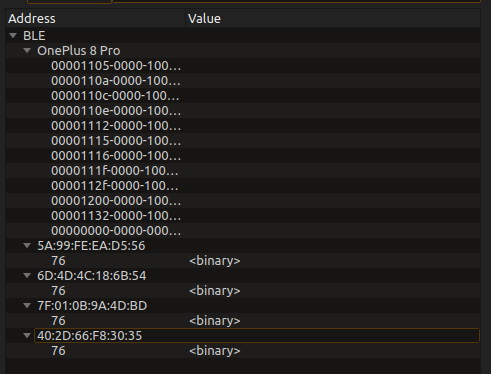 Address Value
BLE
OnePlus 8 Pro
00001105-0000-100...
0000110a-0000-100...
0000110c-0000-100...
0000110e-0000-100...
00001112-0000-100...
00001115-0000-100...
00001116-0000-100...
0000111f-0000-100...
0000112f-0000-100...
00001200-0000-100...
00001132-0000-100...
00000000-0000-000...
5A:99:FE:EA:D5:56
76 <binary>
6D:4D:4C:18:6B:54
76 <binary>
7F:01:0B:9A:4D:BD
76 <binary>
40:2D:66:F8:30:35
76 <binary>